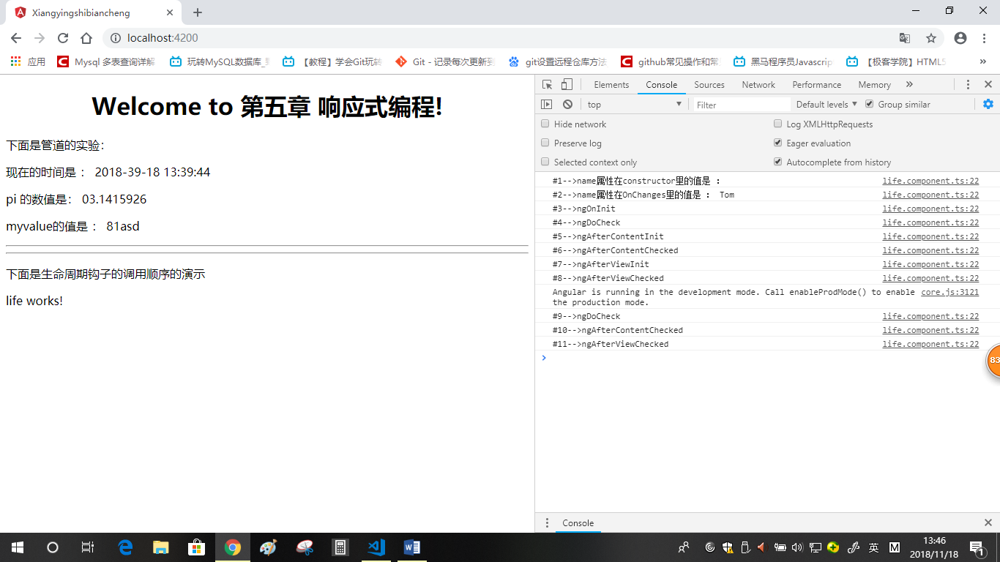 Xiangyingshibiancheng
localhost:4200
应用
Mysql 多表查询详解
玩转MySQL数据库_
【教程】学会Git玩转
Git - 记录每次更新到
git设置远程仓库方法
github常见操作和常
黑马程序员Javascrip
【极客学院】HTML5
»
Welcome to 第五章 响应式编程!
下面是管道的实验：
现在的时间是 ： 2018-39-18 13:39:44
pi 的数值是： 03.1415926
myvalue的值是 ： 81asd
下面是生命周期钩子的调用顺序的演示
life works!
Elements Console Sources Network Performance Memory »
top Filter Default levels Group similar
Hide network Log XMLHttpRequests
Preserve log Eager evaluation
Selected context only Autocomplete from history
#1-->name属性在constructor里的值是 ： life.component.ts:22
#2-->name属性在OnChanges里的值是 ： Tom life.component.ts:22
#3-->ngOnInit life.component.ts:22
#4-->ngDoCheck life.component.ts:22
#5-->ngAfterContentInit life.component.ts:22
#6-->ngAfterContentChecked life.component.ts:22
#7-->ngAfterViewInit life.component.ts:22
#8-->ngAfterViewChecked life.component.ts:22
Angular is running in the development mode. Call enableProdMode() to enable core.js:3121
the production mode.
#9-->ngDoCheck life.component.ts:22
#10-->ngAfterContentChecked life.component.ts:22
#11-->ngAfterViewChecked life.component.ts:22
83
Console
英
M
13:46
2018/11/18
1